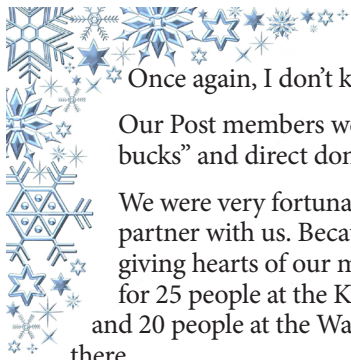 Once again, I don’t k
Our Post members we
bucks” and direct don
We were very fortuna
partner with us. Becau
giving hearts of our m
for 25 people at the K
and 20 people at the Wa
there